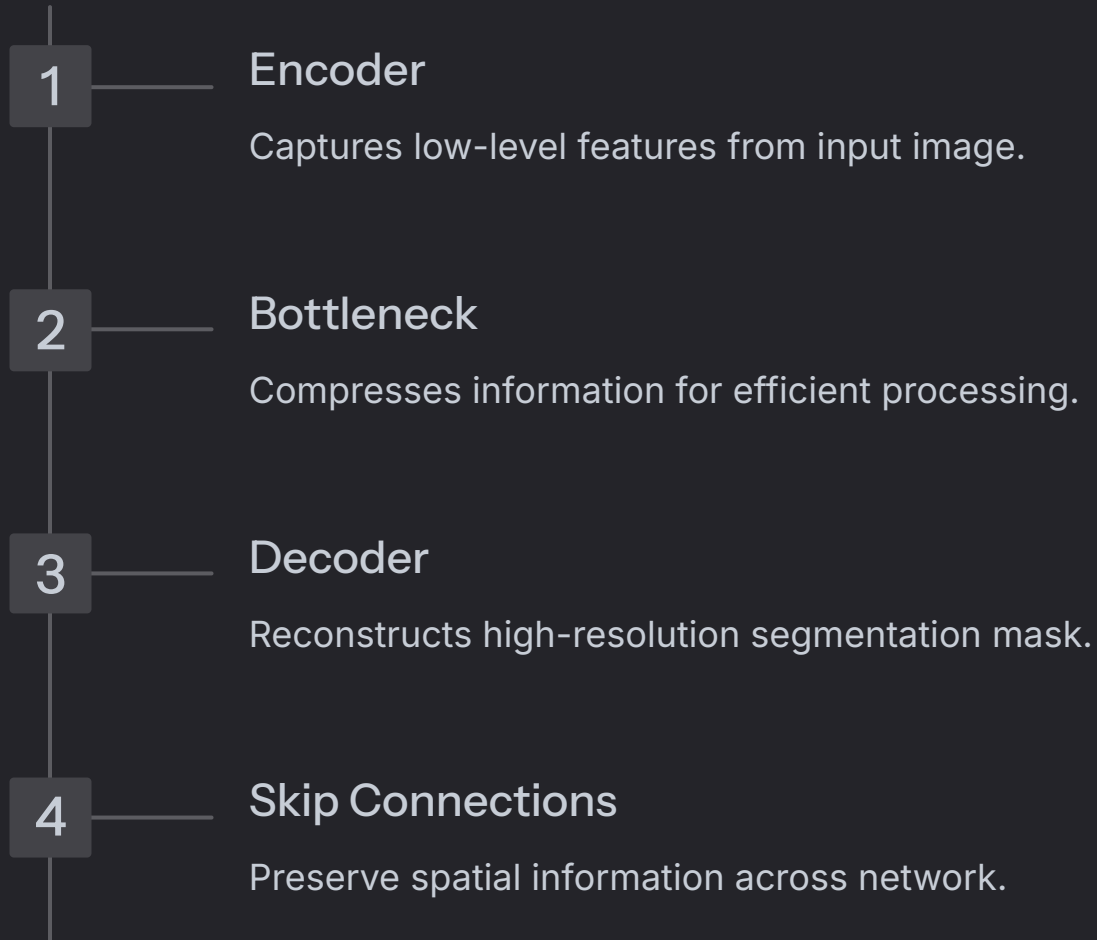 1
Encoder
Captures low-level features from input image.
2
Bottleneck
Compresses information for efficient processing.
3
Decoder
Reconstructs high-resolution segmentation mask.
4
Skip Connections
Preserve spatial information across network.